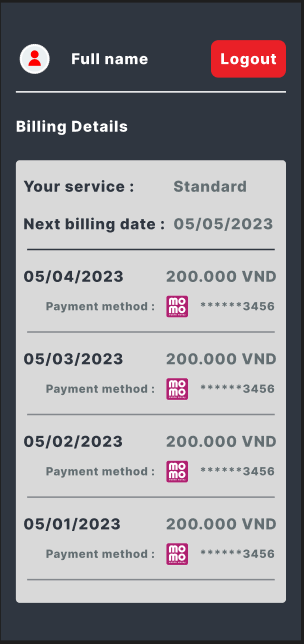 Full name Logout
Billing Details
Your service : Standard
Next billing date : 05/05/2023
05/04/2023 200.000 VND
Payment method : mo mo ******3456
05/03/2023 200.000 VND
Payment method : mo mo ******3456
05/02/2023 200.000 VND
Payment method : mo mo ******3456
05/01/2023 200.000 VND
Payment method : mo mo ******3456